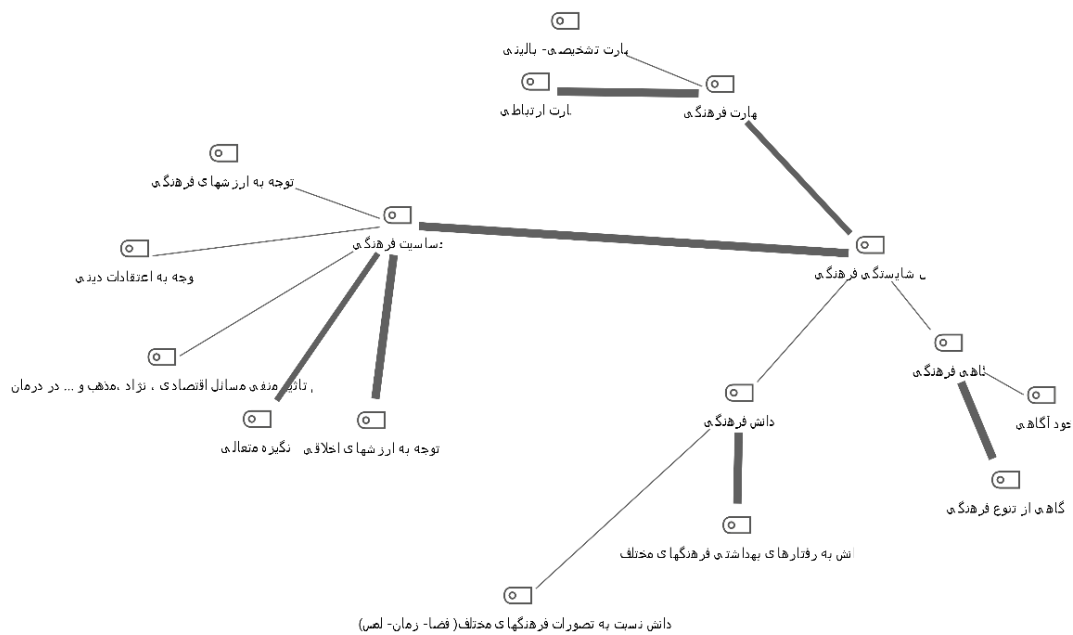 مهارت تشخیصی- بالینی
مهارت ارتباطی
مهارت فرهنگی
توجه به ارزشهای فرهنگی
حساسیت فرهنگی
توجه به اعتقادات دینی
شایستگی فرهنگی
تاثیر منفی مسائل اقتصادی ، نژاد ،مذهب و ... در درمان
آگاهی فرهنگی
خود آگاهی
دانش فرهنگی
انگیزه متعالی
توجه به ارزشهای اخلاقی
آگاهی از تنوع فرهنگی
دانش به رفتارهای بهداشتی فرهنگهای مختلف
دانش نسبت به تصورات فرهنگهای مختلف( فضا- زمان- لمس)